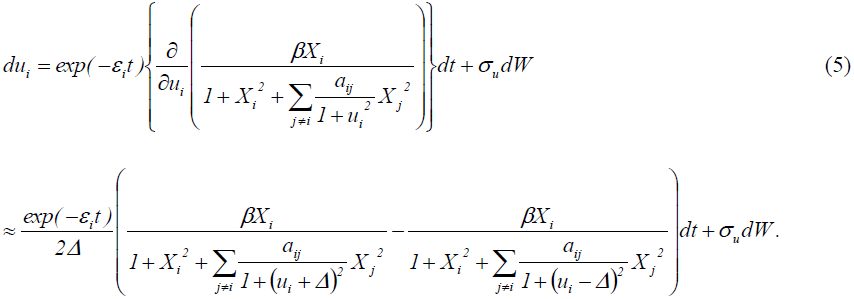 du_i = exp(-ε_i t) { ∂/∂u_i ( βX_i / (1 + X_i^2 + Σ_{j≠i} (a_ij / (1 + u_i^2)) X_j^2) ) } dt + σ_u dW (5)
≈ (exp(-ε_i t) / 2Δ) ( βX_i / (1 + X_i^2 + Σ_{j≠i} (a_ij / (1 + (u_i + Δ)^2)) X_j^2) - βX_i / (1 + X_i^2 + Σ_{j≠i} (a_ij / (1 + (u_i - Δ)^2)) X_j^2) ) dt + σ_u dW.